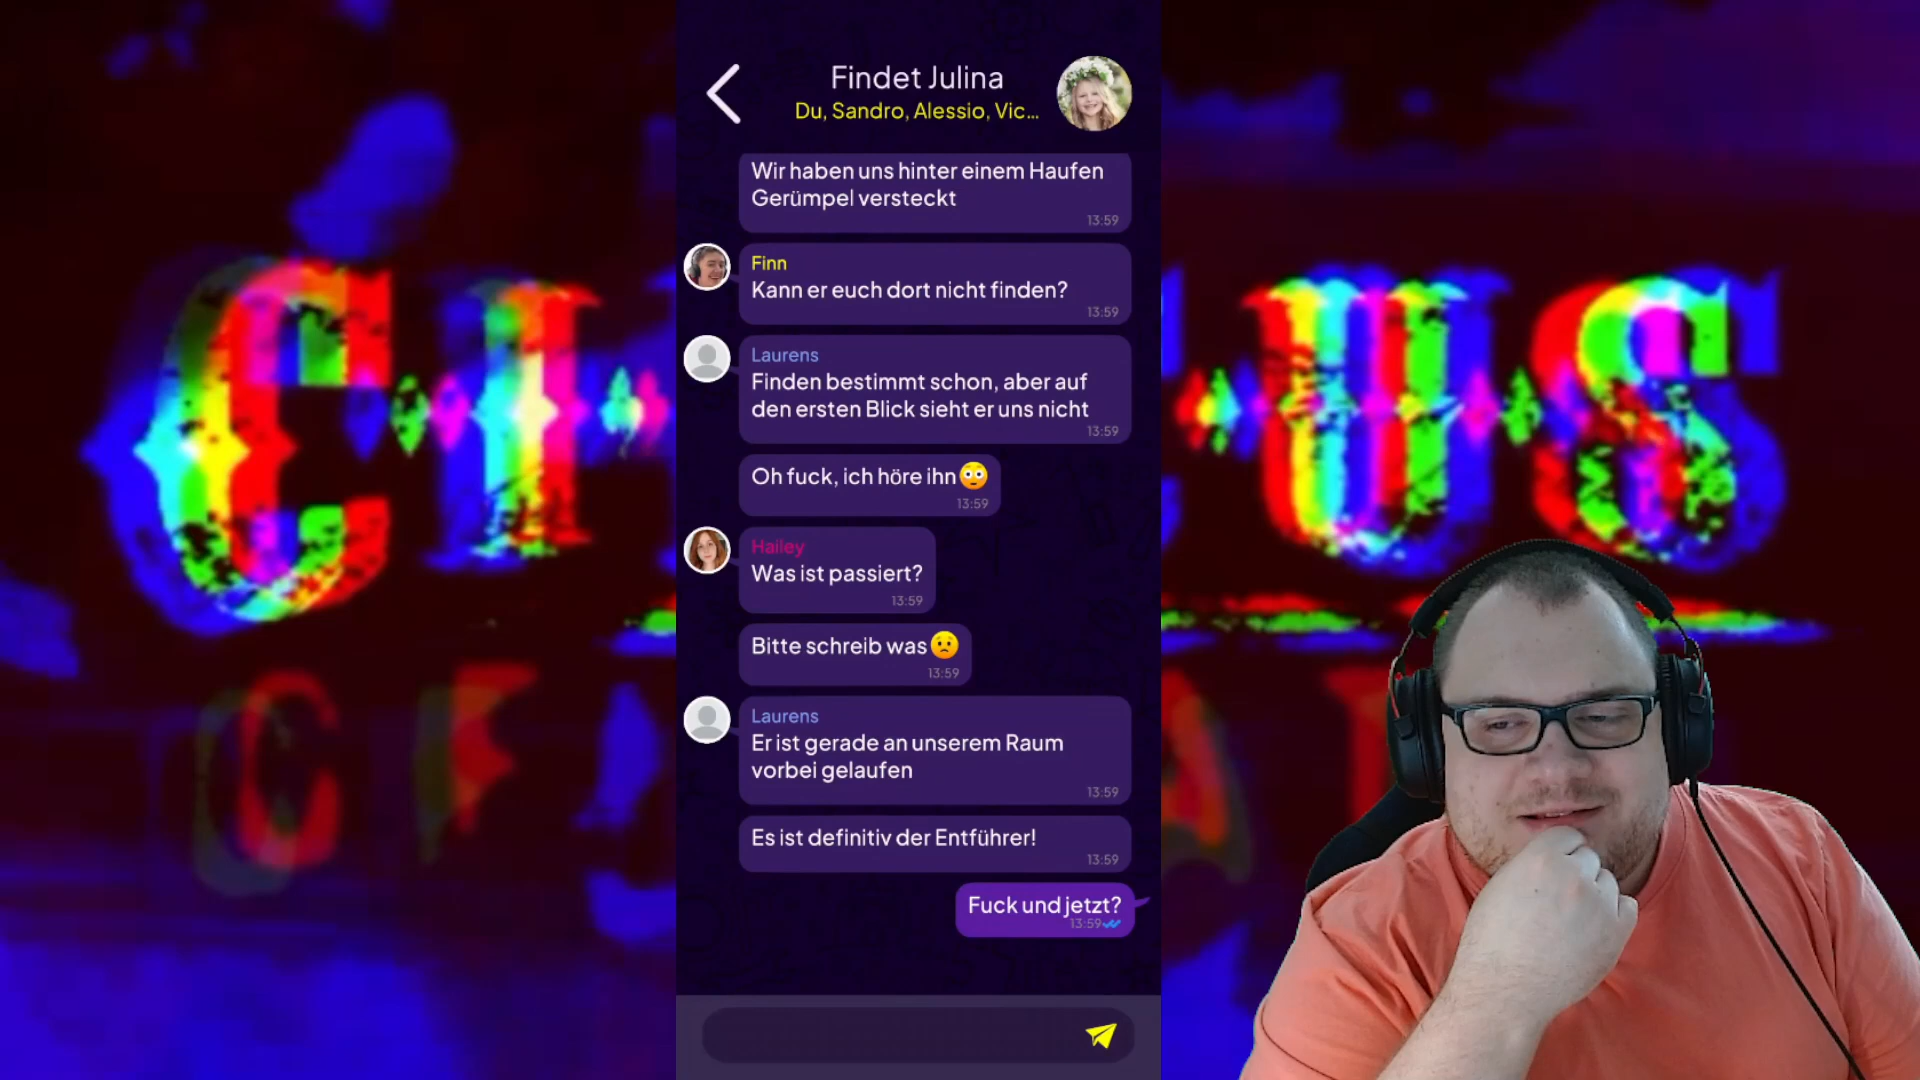 Findet Julina
Du, Sandro, Alessio, Vic...
Wir haben uns hinter einem Haufen
Gerümpel versteckt
13:59
Finn
Kann er euch dort nicht finden?
13:59
Laurens
Finden bestimmt schon, aber auf
den ersten Blick sieht er uns nicht
13:59
Oh fuck, ich höre ihn😳
13:59
Hailey
Was ist passiert?
13:59
Bitte schreib was😟
13:59
Laurens
Er ist gerade an unserem Raum
vorbei gelaufen
13:59
Es ist definitiv der Entführer!
13:59
Fuck und jetzt?
13:59
CI
US